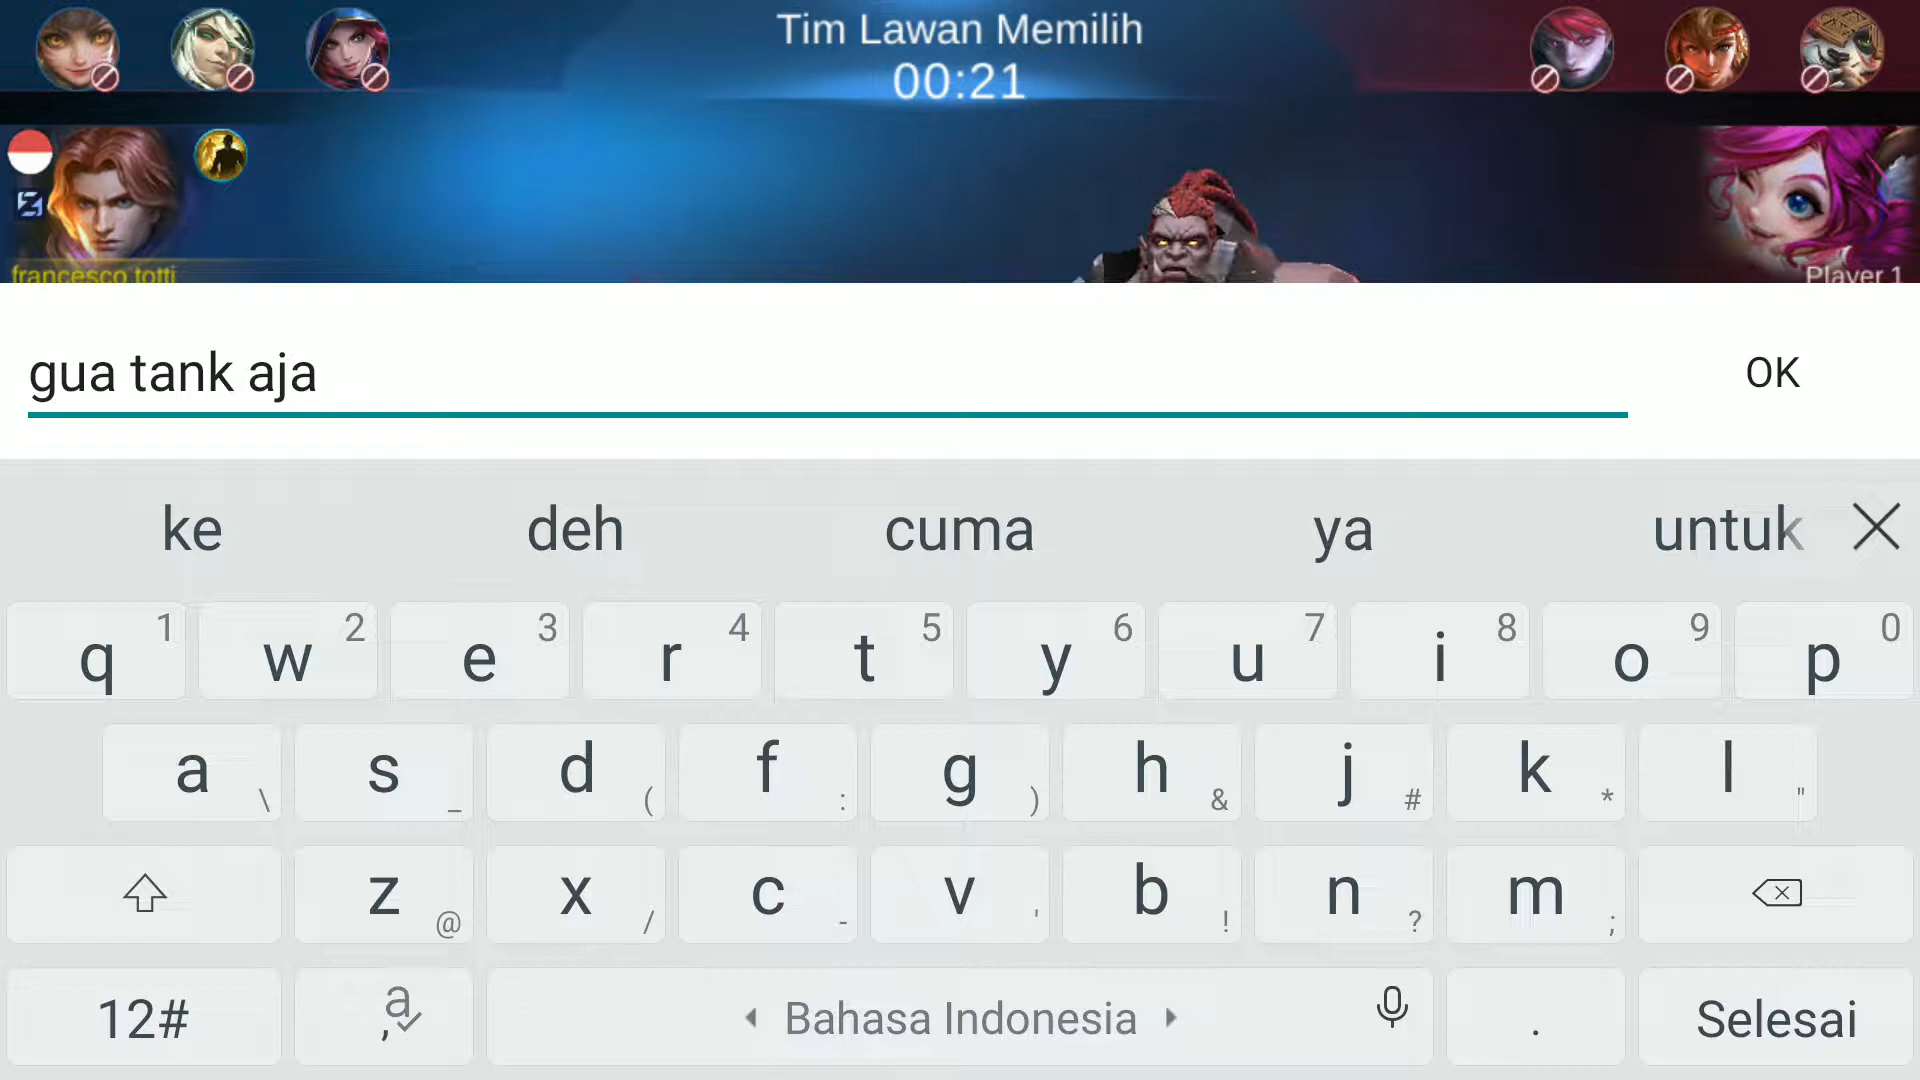 Tim Lawan Memilih
00:21
francesco totti
Player 1
gua tank aja
OK
ke deh cuma ya untuk
q 1 w 2 e 3 r 4 t 5 y 6 u 7 i 8 o 9 p 0
a \ s _ d ( f : g ) h & j # k * l "
z @ x / c - v ' b ! n ? m ;
12# , a Bahasa Indonesia . Selesai